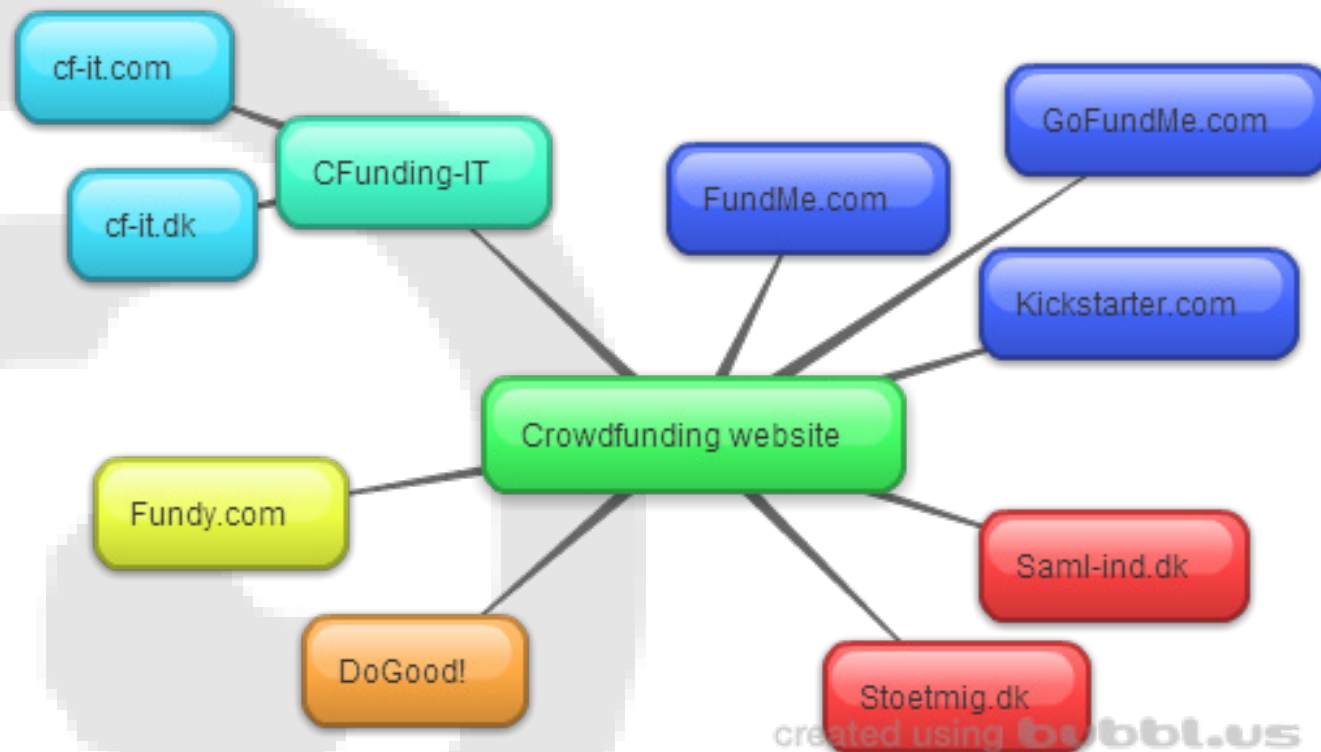 cf-it.com
GoFundMe.com
CFunding-IT
FundMe.com
cf-it.dk
Kickstarter.com
Crowdfunding website
Fundy.com
Saml-ind.dk
DoGood!
Stoetmig.dk
created using bubbl.us